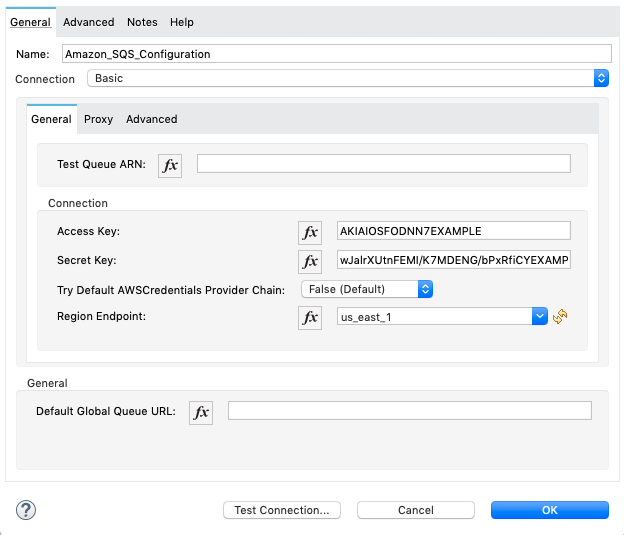 General Advanced Notes Help
Name: Amazon_SQS_Configuration
Connection Basic
General Proxy Advanced
Test Queue ARN: fx
Connection
Access Key: fx AKIAIOSFODNN7EXAMPLE
Secret Key: fx wJalrXUtnFEMI/K7MDENG/bPxRfiCYEXAMP
Try Default AWSCredentials Provider Chain: False (Default)
Region Endpoint: fx us_east_1
General
Default Global Queue URL: fx
? Test Connection... Cancel OK